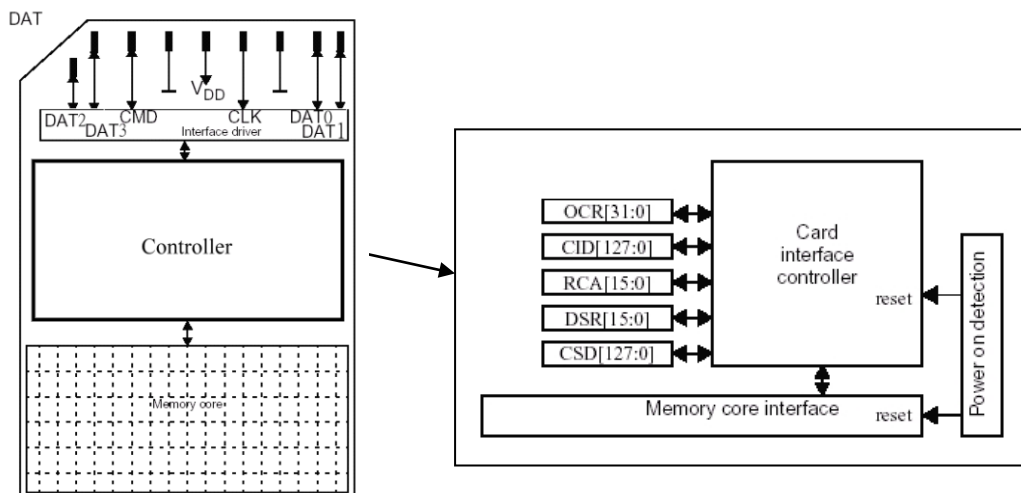 DAT
VDD
DAT2 CMD CLK DAT0
DAT3 Interface driver DAT1
Controller
Memory core
OCR[31:0]
CID[127:0]
RCA[15:0]
DSR[15:0]
CSD[127:0]
Card
interface
controller
reset
Memory core interface
reset
Power on detection